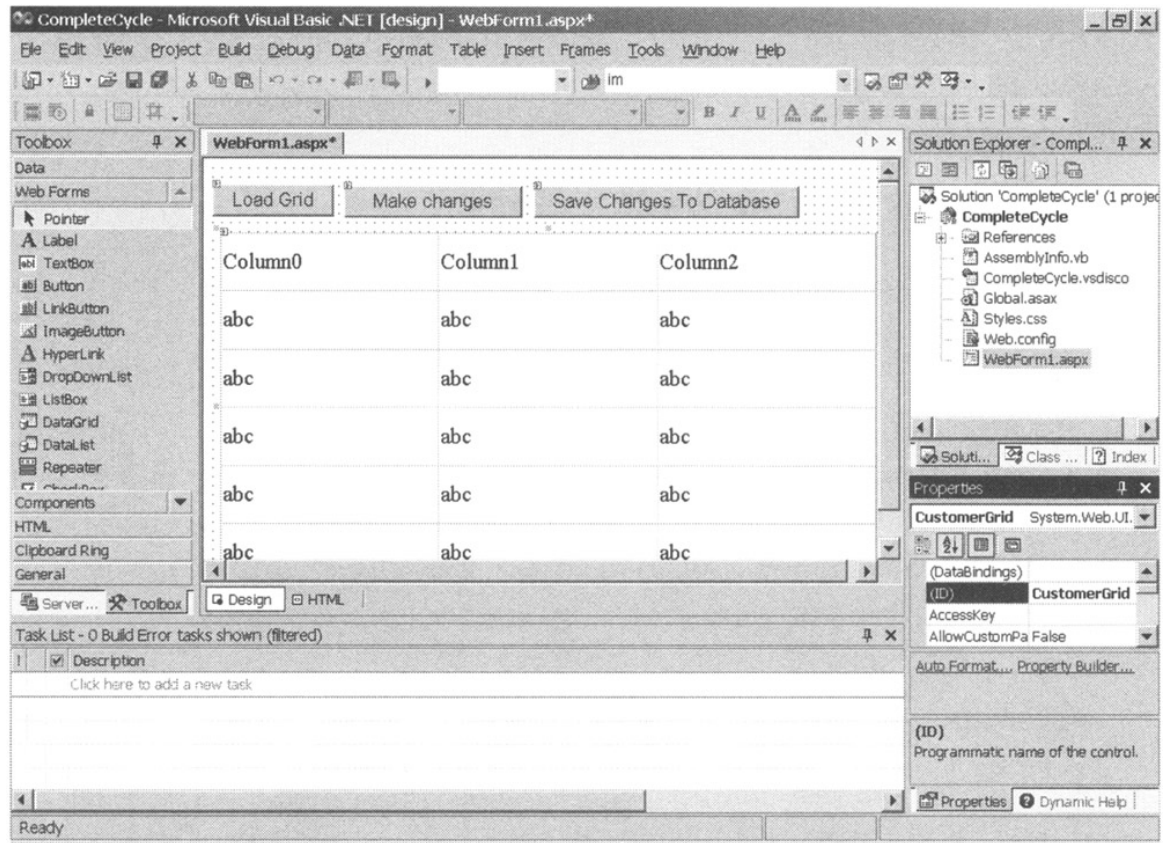 CompleteCycle - Microsoft Visual Basic .NET [design] - WebForm1.aspx*
File Edit View Project Build Debug Data Format Table Insert Frames Tools Window Help
im
B I U
Toolbox
WebForm1.aspx*
Solution Explorer - Compl...
Data
Web Forms
Pointer
A Label
abl TextBox
ab Button
ab LinkButton
ImageButton
A HyperLink
DropDownList
ListBox
DataGrid
DataList
Repeater
CheckBox
Components
HTML
Clipboard Ring
General
Server... Toolbox
Load Grid Make changes Save Changes To Database
Column0 Column1 Column2
abc abc abc
abc abc abc
abc abc abc
abc abc abc
abc abc abc
Design HTML
Solution 'CompleteCycle' (1 projec
CompleteCycle
References
AssemblyInfo.vb
CompleteCycle.vsdisco
Global.asax
Styles.css
Web.config
WebForm1.aspx
Soluti... Class ... Index
Properties
CustomerGrid System.Web.UI.
(DataBindings)
(ID) CustomerGrid
AccessKey
AllowCustomPa False
Auto Format..., Property Builder...
(ID)
Programmatic name of the control.
Properties Dynamic Help
Task List - 0 Build Error tasks shown (filtered)
! Description
Click here to add a new task
Ready